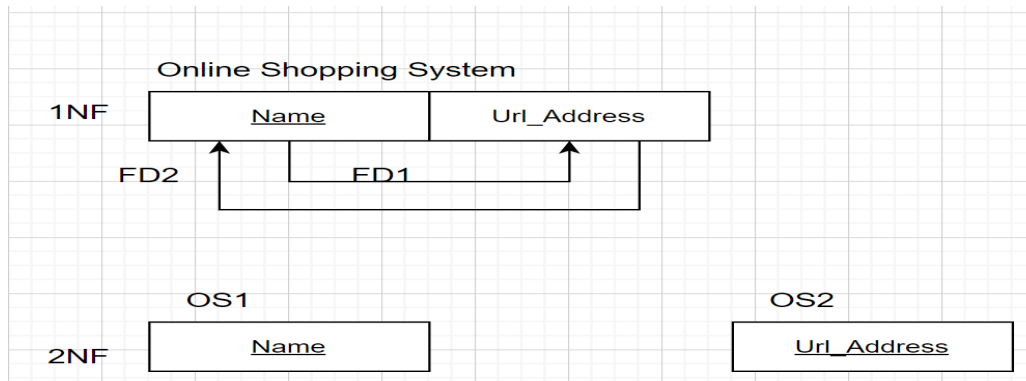 Online Shopping System
1NF Name Url_Address
FD2 FD1
OS1 OS2
2NF Name Url_Address